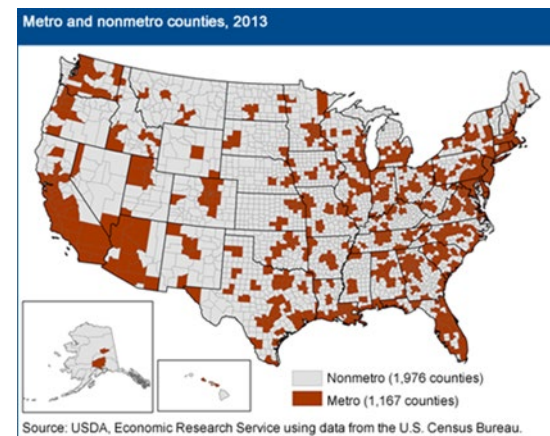 Metro and nonmetro counties, 2013
Nonmetro (1,976 counties)
Metro (1,167 counties)
Source: USDA, Economic Research Service using data from the U.S. Census Bureau.